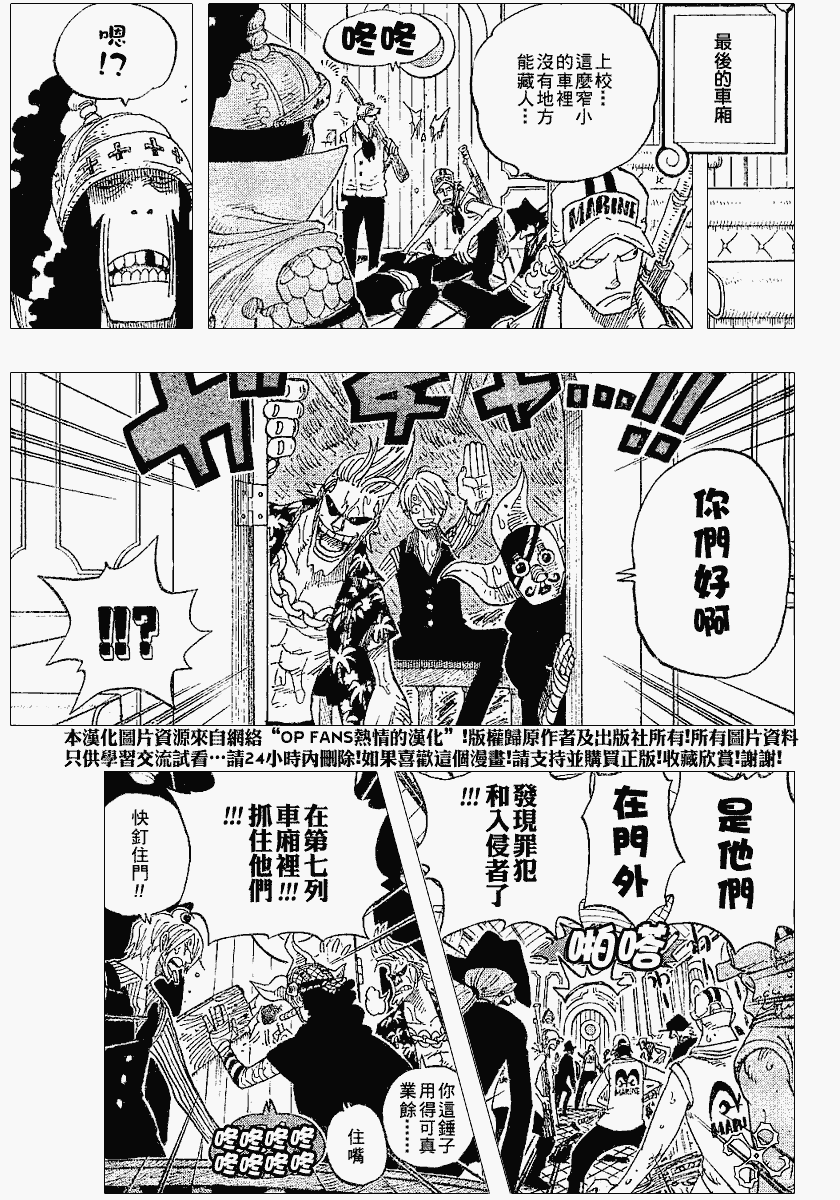 最後的車廂
上校…
這麼窄小
的車裡
沒有地方
能藏人…
咚咚
MARINE
嗯
!?
ガチャ…!!
你們好啊
!!?
本漢化圖片資源來自網絡“OP FANS熱情的漢化”!版權歸原作者及出版社所有!所有圖片資料
只供學習交流試看…請24小時內刪除!如果喜歡這個漫畫!請支持並購買正版!收藏欣賞!謝謝!
是他們
在門外
發現罪犯
和入侵者了
!!!
啪嗒
MARINE
MARI
在第七列
車廂裡!!!
抓住他們
!!!
快釘住門!!
你這錘子
用得可真
業餘……
住嘴
咚咚咚咚
咚咚咚咚